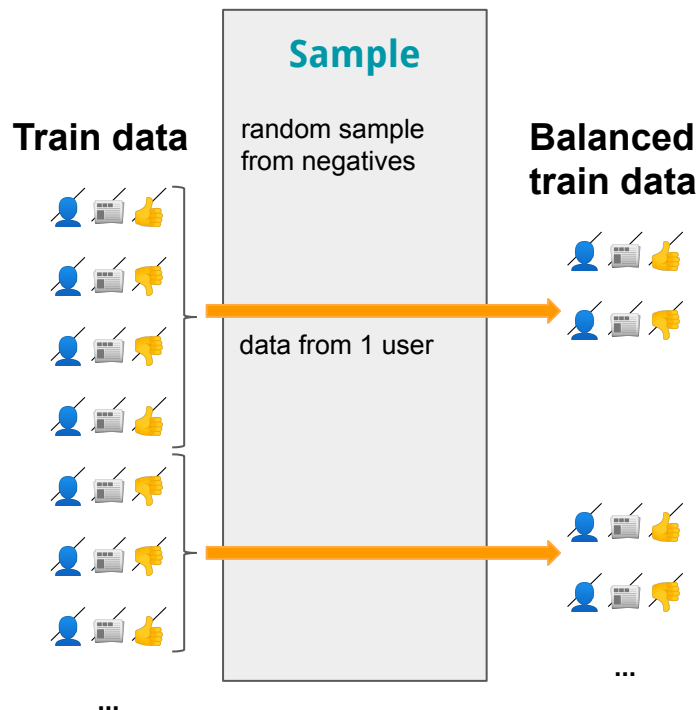 Sample
Train data
random sample
from negatives
Balanced
train data
data from 1 user
...
...